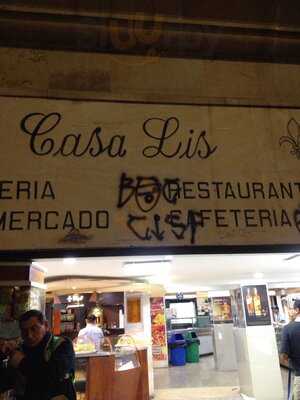 Casa Lis
ERIA
RESTAURANT
MERCADO
CAFETERIA